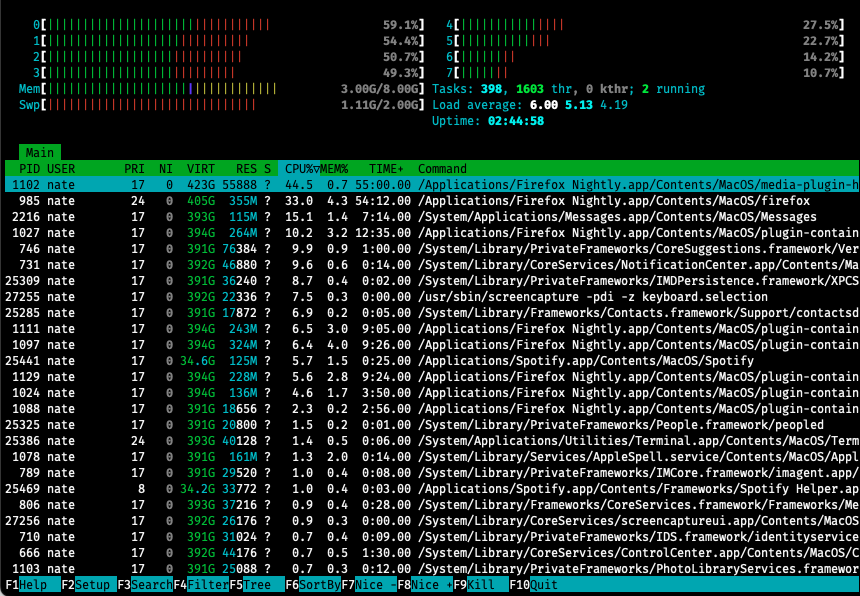 0[ 59.1%] 4[ 27.5%]
1[ 54.4%] 5[ 22.7%]
2[ 50.7%] 6[ 14.2%]
3[ 49.3%] 7[ 10.7%]
Mem[ 3.00G/8.00G] Tasks: 398, 1603 thr, 0 kthr; 2 running
Swp[ 1.11G/2.00G] Load average: 6.00 5.13 4.19
Uptime: 02:44:58
Main
PID USER PRI NI VIRT RES S CPU%▽MEM% TIME+ Command
1102 nate 17 0 423G 55888 ? 44.5 0.7 55:00.00 /Applications/Firefox Nightly.app/Contents/MacOS/media-plugin-h
985 nate 24 0 405G 355M ? 33.0 4.3 54:12.00 /Applications/Firefox Nightly.app/Contents/MacOS/firefox
2216 nate 17 0 393G 115M ? 15.1 1.4 7:14.00 /System/Applications/Messages.app/Contents/MacOS/Messages
1027 nate 17 0 394G 264M ? 10.2 3.2 12:35.00 /Applications/Firefox Nightly.app/Contents/MacOS/plugin-contain
746 nate 17 0 391G 76384 ? 9.9 0.9 1:00.00 /System/Library/PrivateFrameworks/CoreSuggestions.framework/Ver
731 nate 17 0 392G 46880 ? 9.6 0.6 0:14.00 /System/Library/CoreServices/NotificationCenter.app/Contents/Ma
25309 nate 17 0 391G 36240 ? 8.7 0.4 0:02.00 /System/Library/PrivateFrameworks/IMDPersistence.framework/XPCS
27255 nate 17 0 392G 22336 ? 7.5 0.3 0:00.00 /usr/sbin/screencapture -pdi -z keyboard.selection
25285 nate 17 0 391G 17872 ? 6.9 0.2 0:05.00 /System/Library/Frameworks/Contacts.framework/Support/contactsd
1111 nate 17 0 394G 243M ? 6.5 3.0 9:05.00 /Applications/Firefox Nightly.app/Contents/MacOS/plugin-contain
1097 nate 17 0 394G 324M ? 6.4 4.0 9:26.00 /Applications/Firefox Nightly.app/Contents/MacOS/plugin-contain
25441 nate 17 0 34.6G 125M ? 5.7 1.5 0:25.00 /Applications/Spotify.app/Contents/MacOS/Spotify
1129 nate 17 0 394G 228M ? 5.6 2.8 9:24.00 /Applications/Firefox Nightly.app/Contents/MacOS/plugin-contain
1024 nate 17 0 394G 136M ? 4.6 1.7 3:50.00 /Applications/Firefox Nightly.app/Contents/MacOS/plugin-contain
1088 nate 17 0 391G 18656 ? 2.3 0.2 2:56.00 /Applications/Firefox Nightly.app/Contents/MacOS/plugin-contain
25325 nate 17 0 391G 20800 ? 1.5 0.2 0:01.00 /System/Library/PrivateFrameworks/People.framework/peopled
25386 nate 24 0 393G 40128 ? 1.4 0.5 0:06.00 /System/Applications/Utilities/Terminal.app/Contents/MacOS/Term
1078 nate 17 0 391G 161M ? 1.3 2.0 0:14.00 /System/Library/Services/AppleSpell.service/Contents/MacOS/Appl
789 nate 17 0 391G 29520 ? 1.0 0.4 0:08.00 /System/Library/PrivateFrameworks/IMCore.framework/imagent.app/
25469 nate 8 0 34.2G 33772 ? 1.0 0.4 0:03.00 /Applications/Spotify.app/Contents/Frameworks/Spotify Helper.ap
806 nate 17 0 393G 37216 ? 0.9 0.4 0:28.00 /System/Library/CoreServices/Frameworks/Frameworks/Me
27256 nate 17 0 392G 26176 ? 0.9 0.3 0:00.00 /System/Library/CoreServices/screencaptureui.app/Contents/MacOS
710 nate 17 0 391G 31024 ? 0.7 0.4 0:09.00 /System/Library/PrivateFrameworks/IDS.framework/identityservice
666 nate 17 0 392G 44176 ? 0.7 0.5 1:30.00 /System/Library/CoreServices/ControlCenter.app/Contents/MacOS/C
1103 nate 17 0 391G 25088 ? 0.7 0.3 0:12.00 /System/Library/PrivateFrameworks/PhotoLibraryServices.framewor
F1Help F2Setup F3SearchF4FilterF5Tree F6SortByF7Nice -F8Nice +F9Kill F10Quit